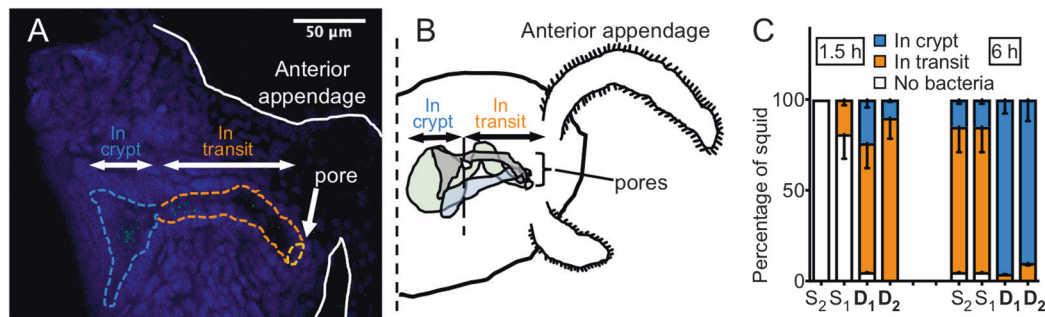 A
50 µm
Anterior
appendage
In
crypt
In
transit
pore
B
Anterior appendage
In
crypt
In
transit
pores
C
1.5 h
In crypt
In transit
No bacteria
6 h
Percentage of squid
100
50
0
100
S₂ S₁ D₁ D₂
S₂ S₁ D₁ D₂